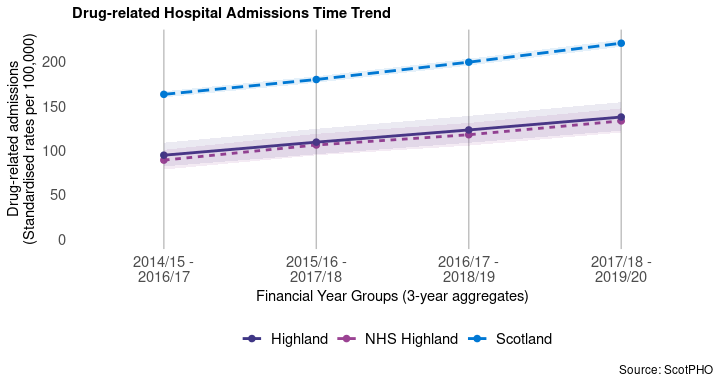 Drug-related Hospital Admissions Time Trend
Drug-related admissions
(Standardised rates per 100,000)
200
150
100
50
0
2014/15 -
2016/17
2015/16 -
2017/18
2016/17 -
2018/19
2017/18 -
2019/20
Financial Year Groups (3-year aggregates)
Highland
NHS Highland
Scotland
Source: ScotPHO